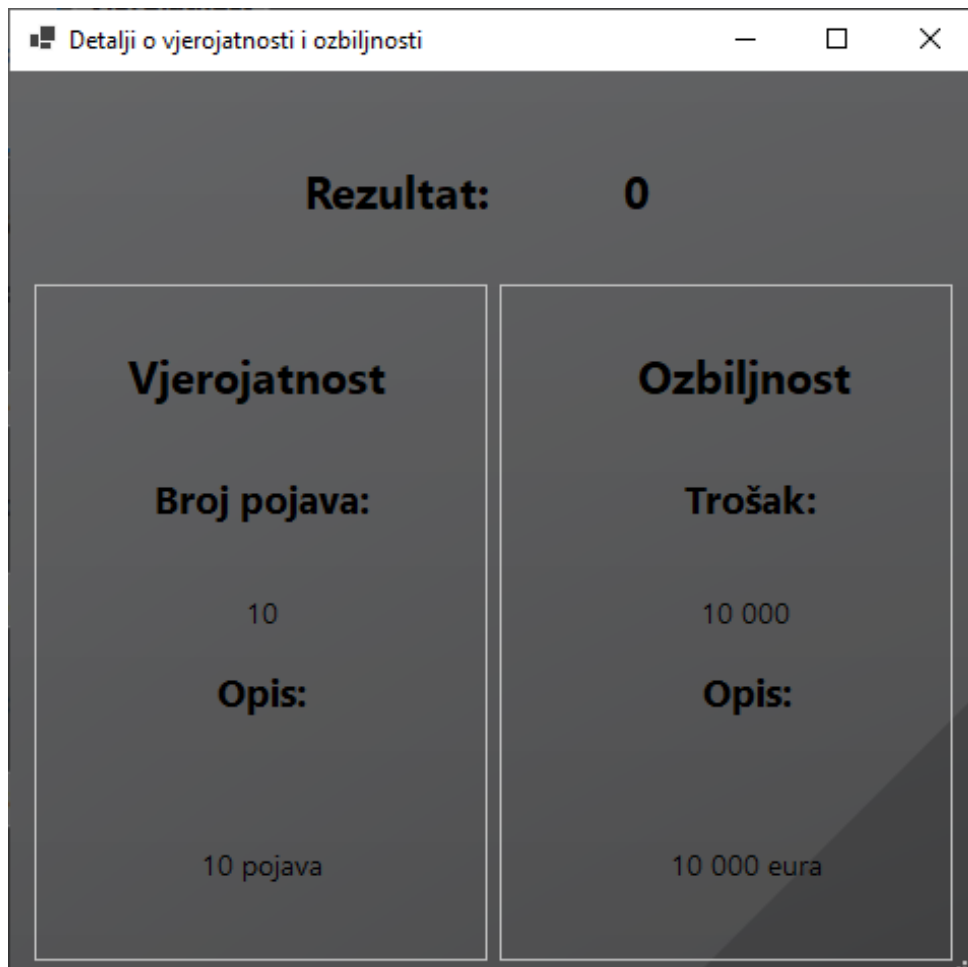 Detalji o vjerojatnosti i ozbiljnosti
Rezultat: 0
Vjerojatnost
Broj pojava:
10
Opis:
10 pojava
Ozbiljnost
Trošak:
10 000
Opis:
10 000 eura